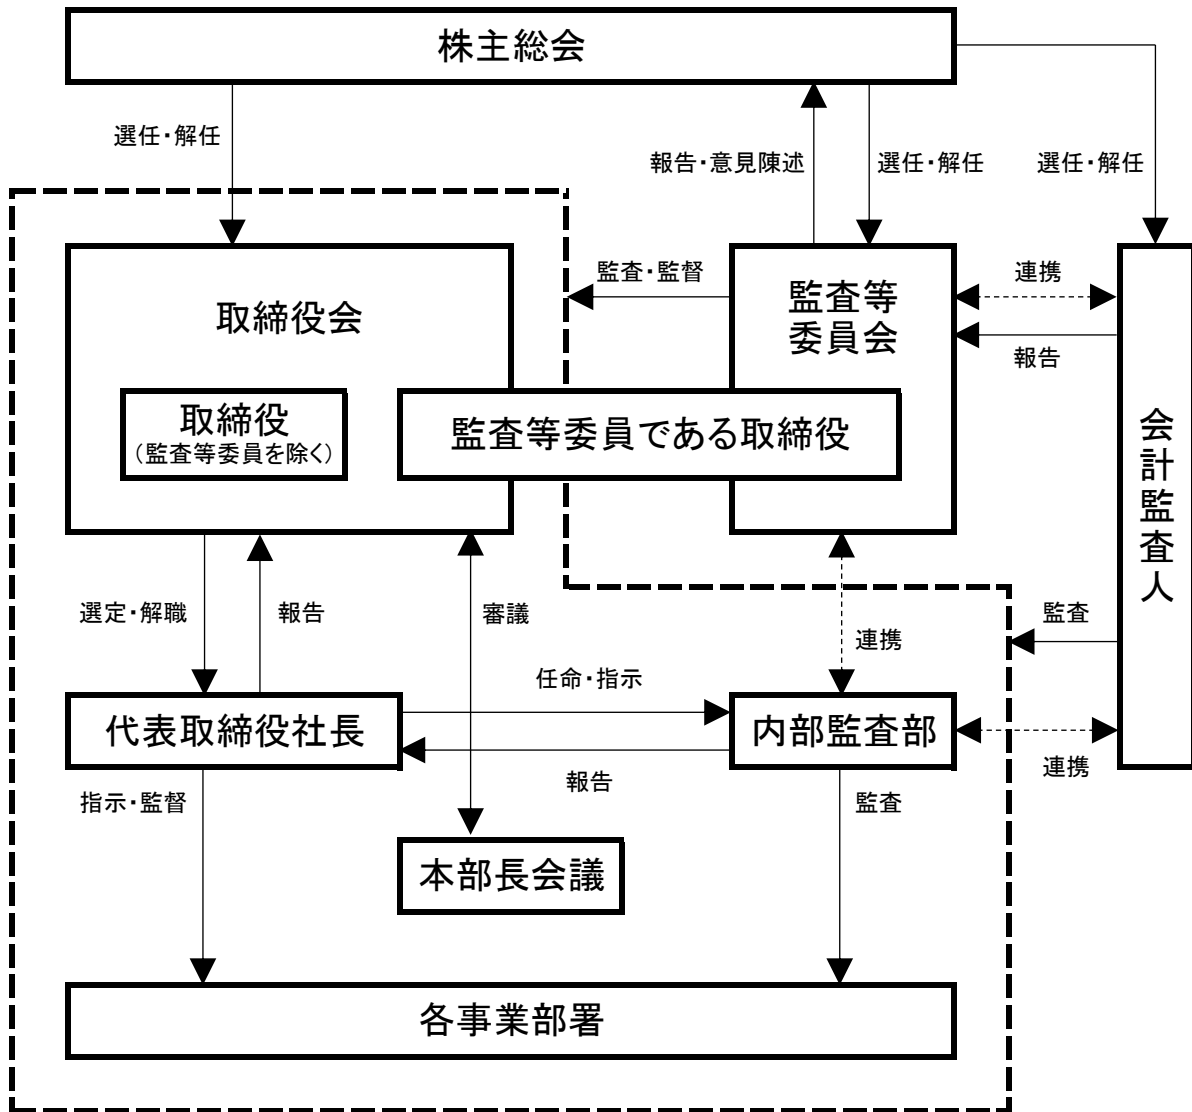 株主総会
選任・解任
報告・意見陳述
選任・解任
選任・解任
取締役会
監査・監督
監査等
委員会
連携
報告
取締役
（監査等委員を除く）
監査等委員である取締役
会計監査人
選定・解職
報告
審議
連携
監査
代表取締役社長
任命・指示
報告
内部監査部
連携
指示・監督
監査
本部長会議
各事業部署